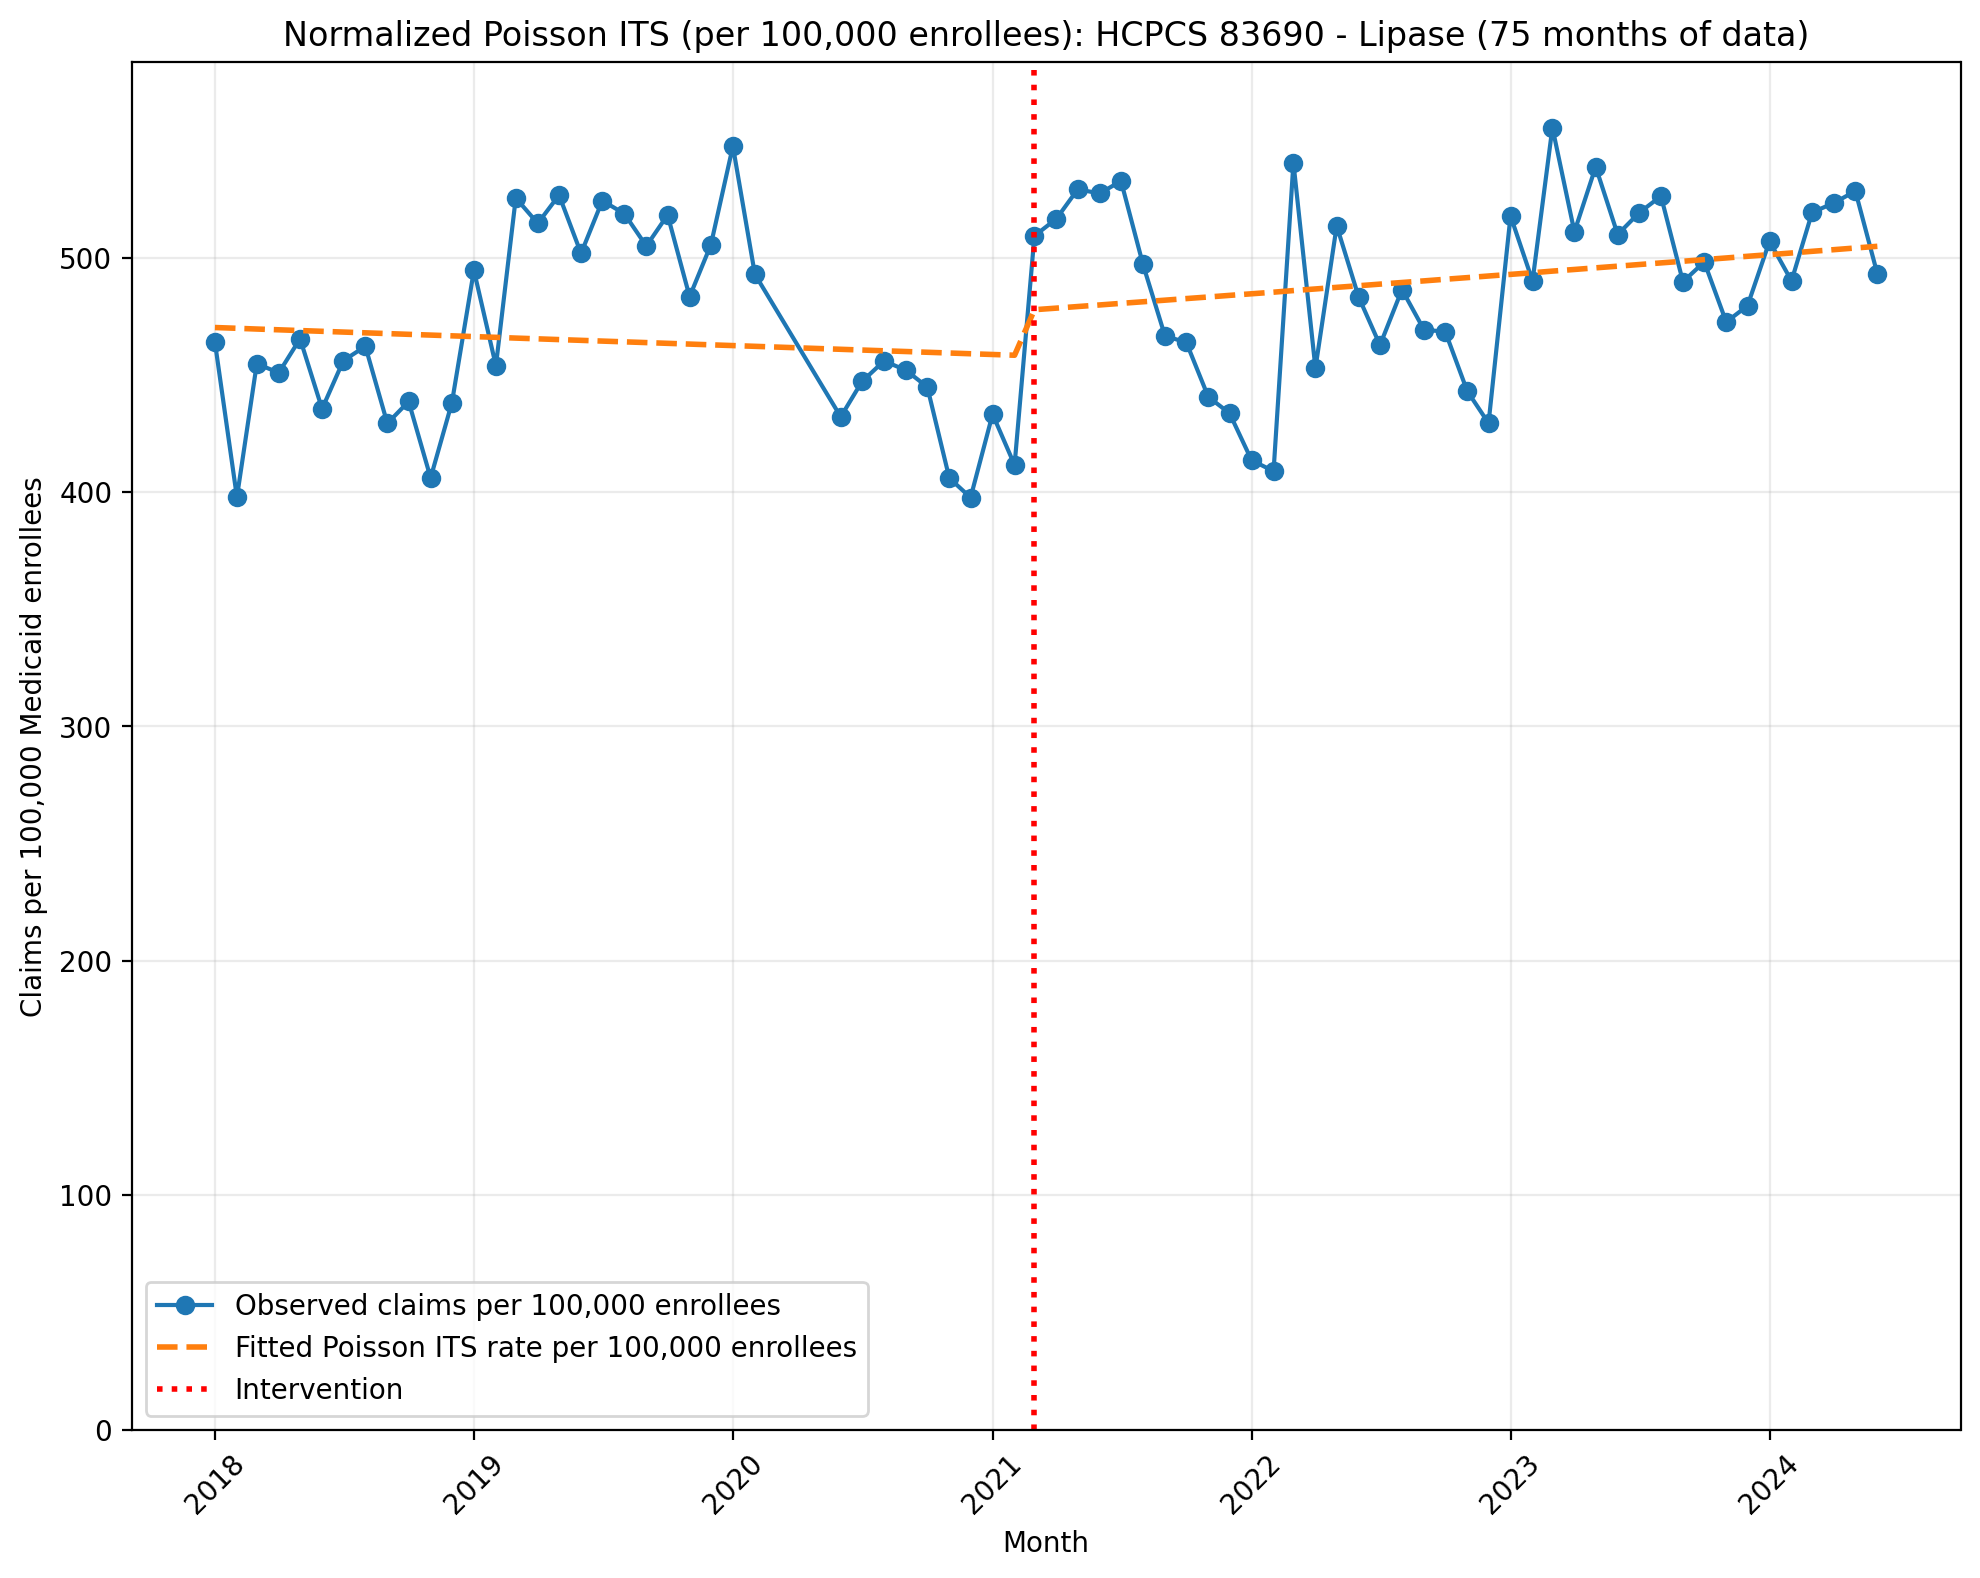 Normalized Poisson ITS (per 100,000 enrollees): HCPCS 83690 - Lipase (75 months of data)
Claims per 100,000 Medicaid enrollees
500
400
300
200
100
0
Observed claims per 100,000 enrollees
Fitted Poisson ITS rate per 100,000 enrollees
Intervention
2018
2019
2020
2021
2022
2023
2024
Month